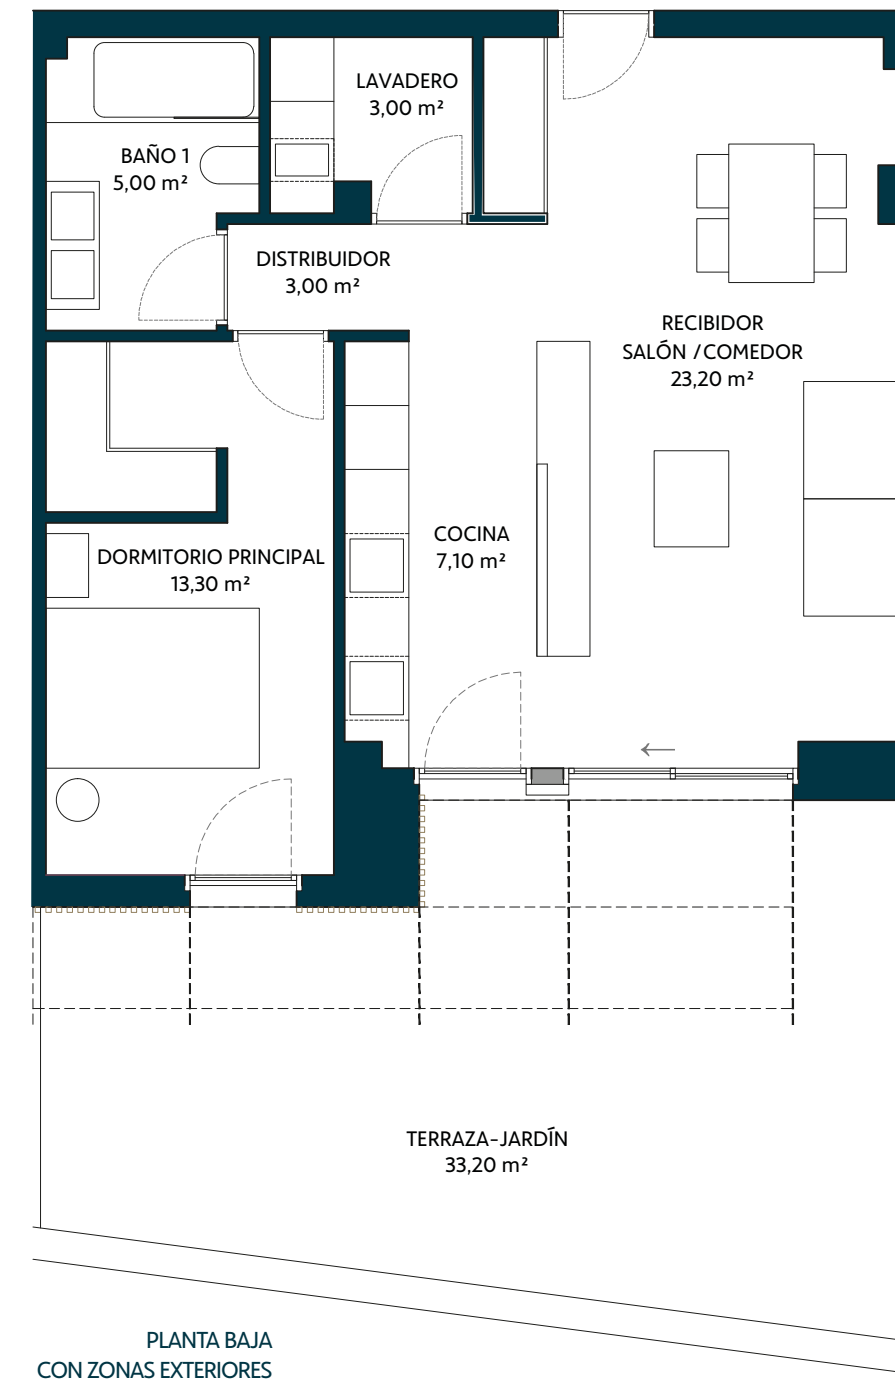 LAVADERO
3,00 m²
BAÑO 1
5,00 m²
DISTRIBUIDOR
3,00 m²
RECIBIDOR
SALÓN /COMEDOR
23,20 m²
COCINA
7,10 m²
DORMITORIO PRINCIPAL
13,30 m²
TERRAZA-JARDÍN
33,20 m²
PLANTA BAJA
CON ZONAS EXTERIORES